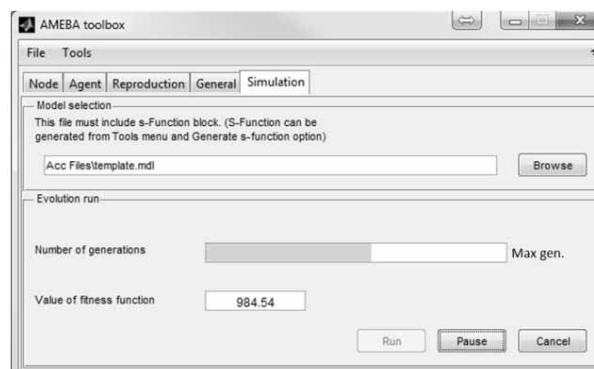 AMEBA toolbox
File Tools
Node Agent Reproduction General Simulation
Model selection
This file must include s-Function block. (S-Function can be
generated from Tools menu and Generate s-function option)
Acc Files\template.mdl Browse
Evolution run
Number of generations Max gen.
Value of fitness function 984.54
Run Pause Cancel